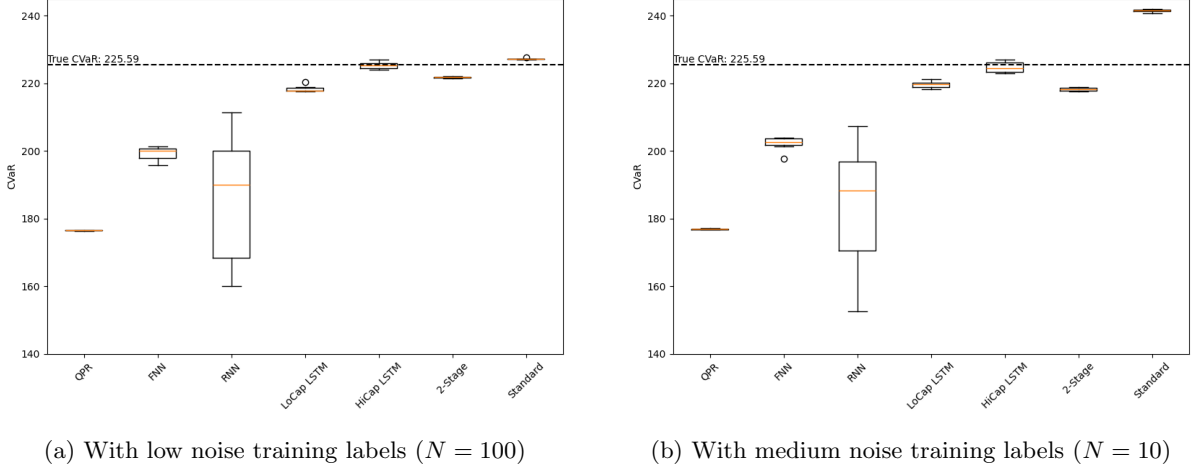 240
220
200
180
160
140
CVaR
True CVaR: 225.59
QPR
FNN
RNN
LoCap LSTM
HiCap LSTM
2-Stage
Standard
(a) With low noise training labels (N = 100)
240
220
200
180
160
140
CVaR
True CVaR: 225.59
QPR
FNN
RNN
LoCap LSTM
HiCap LSTM
2-Stage
Standard
(b) With medium noise training labels (N = 10)